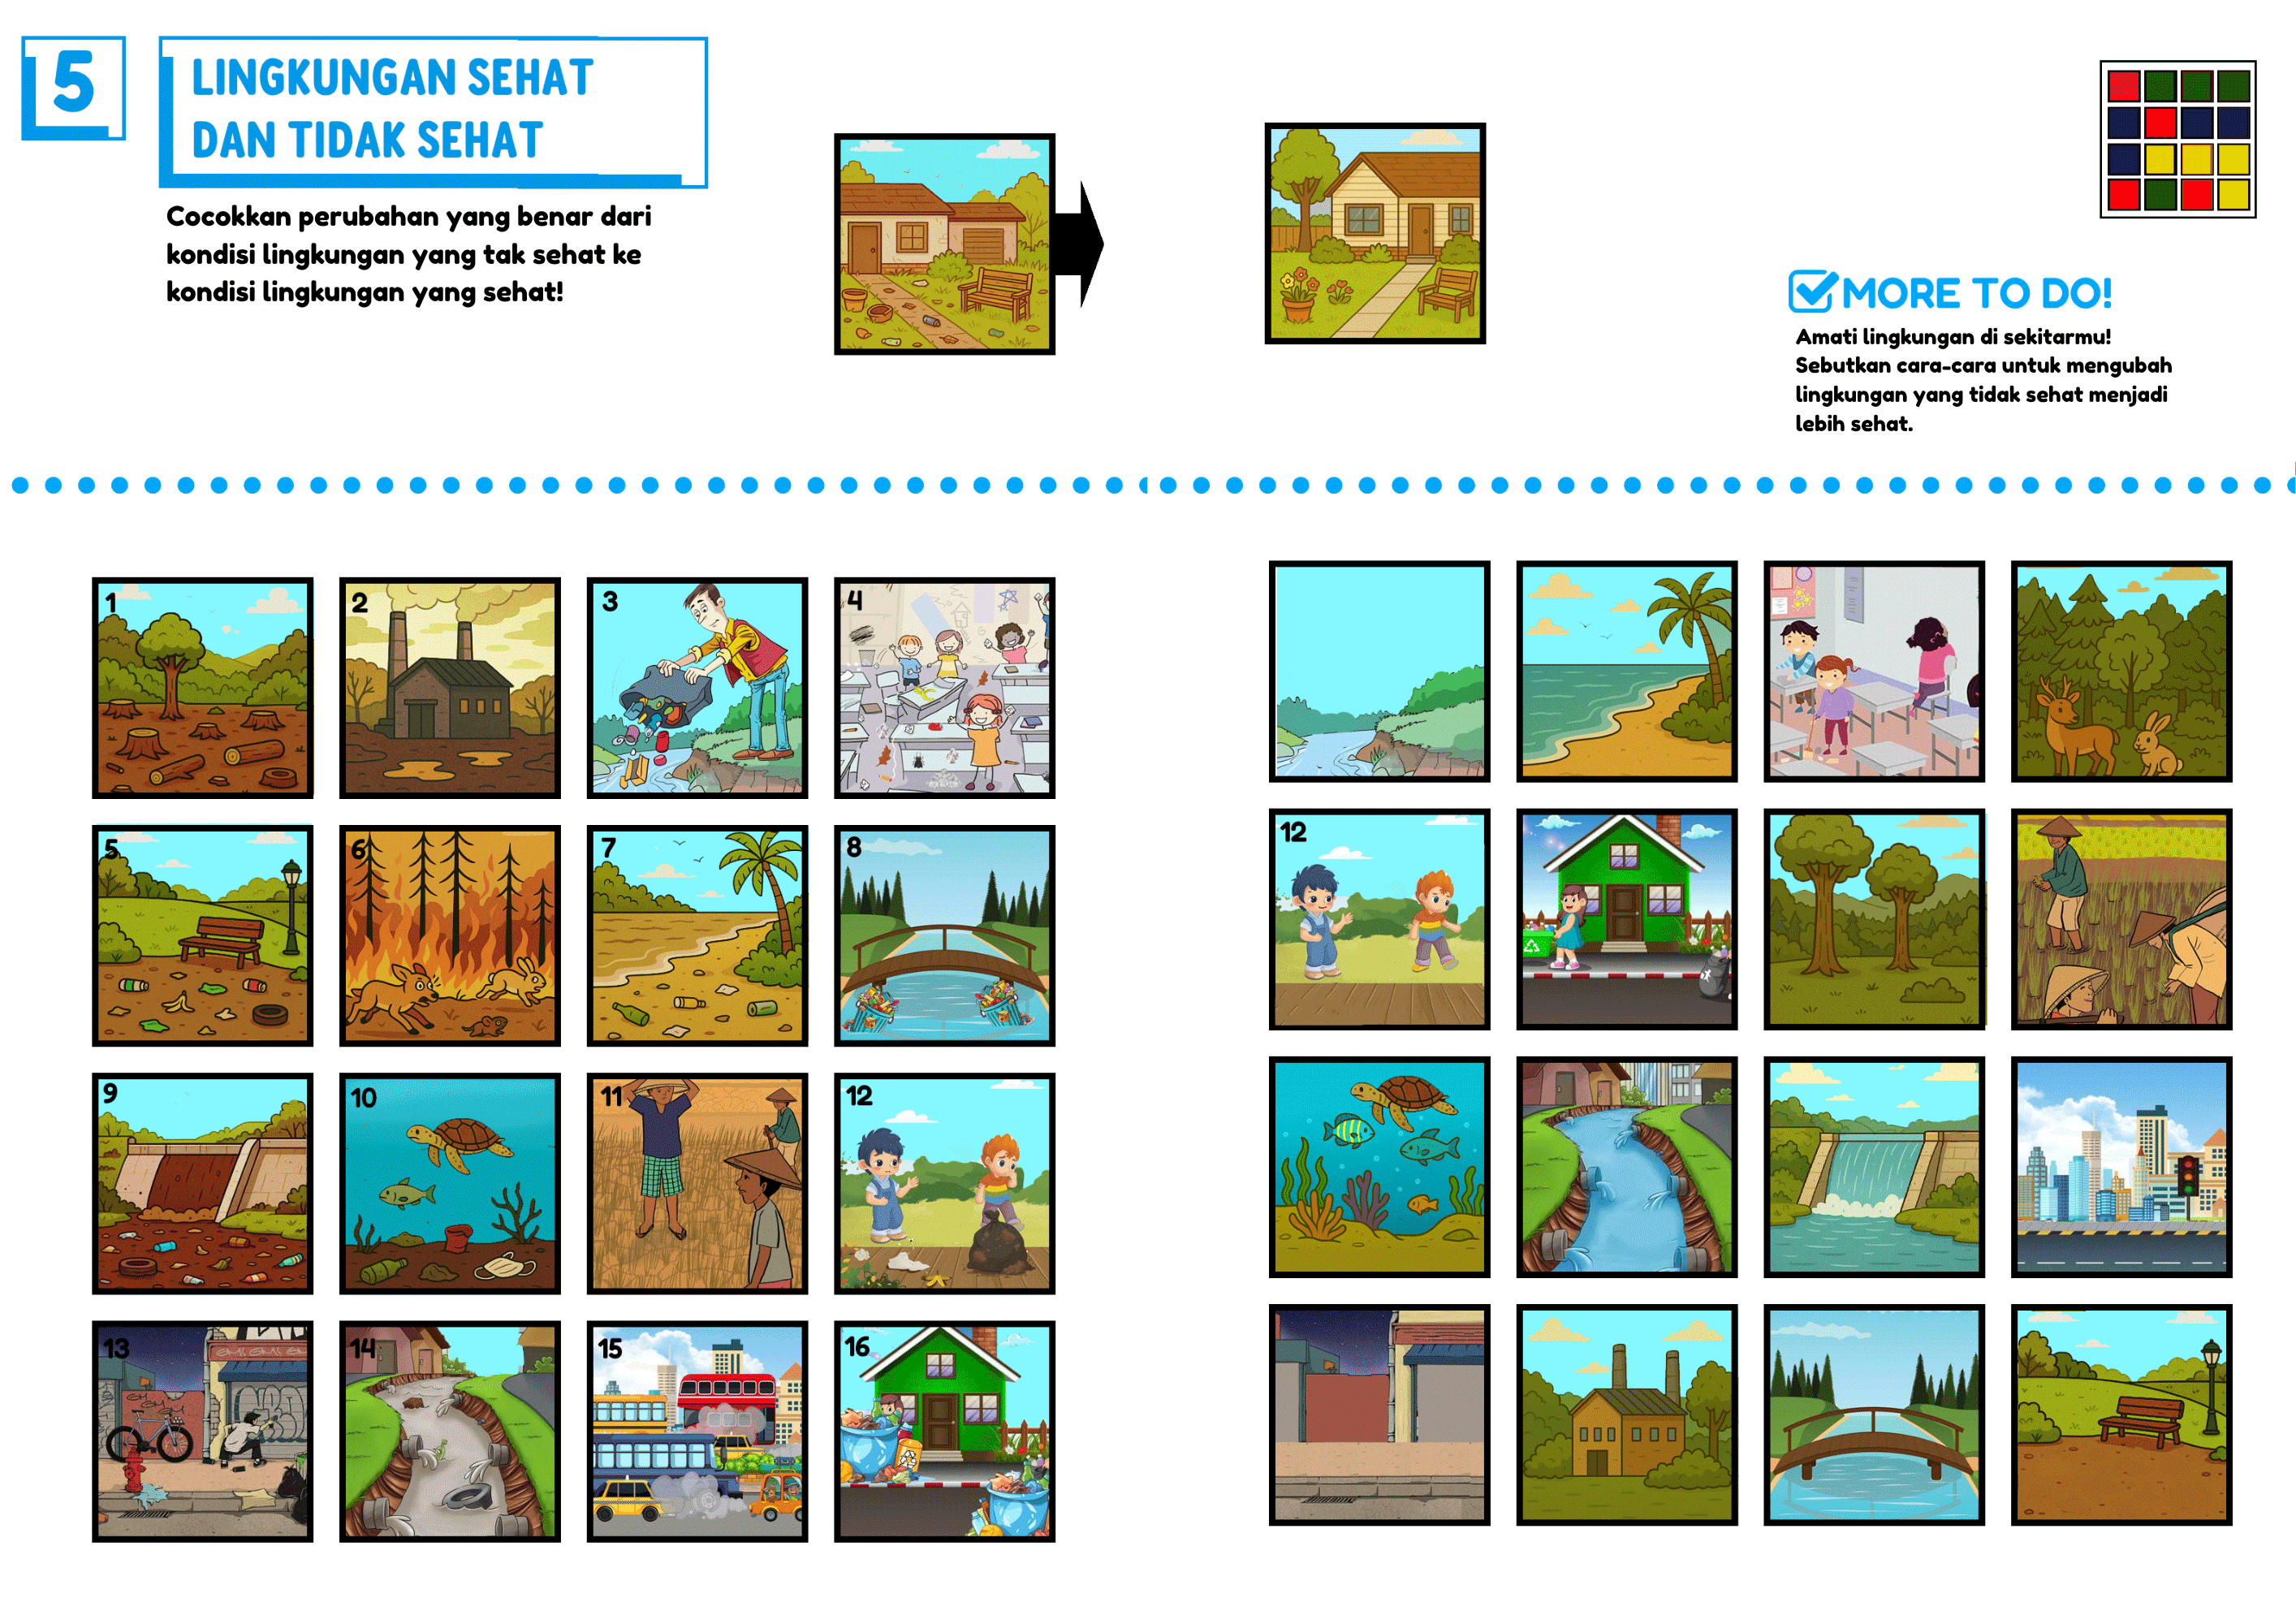 5
LINGKUNGAN SEHAT
DAN TIDAK SEHAT
Cocokkan perubahan yang benar dari
kondisi lingkungan yang tak sehat ke
kondisi lingkungan yang sehat!
MORE TO DO!
Amati lingkungan di sekitarmu!
Sebutkan cara-cara untuk mengubah
lingkungan yang tidak sehat menjadi
lebih sehat.
1
2
3
4
5
6
7
8
9
10
11
12
13
14
15
16
12